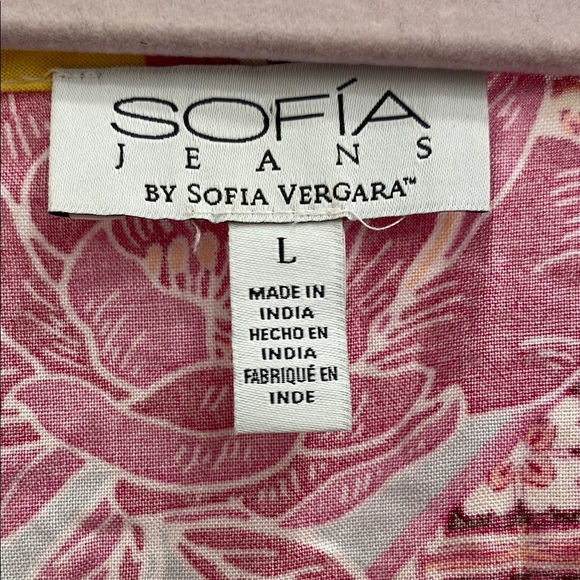 SOFÍA
JEANS
BY SOFIA VERGARA™
L
MADE IN
INDIA
HECHO EN
INDIA
FABRIQUÉ EN
INDE